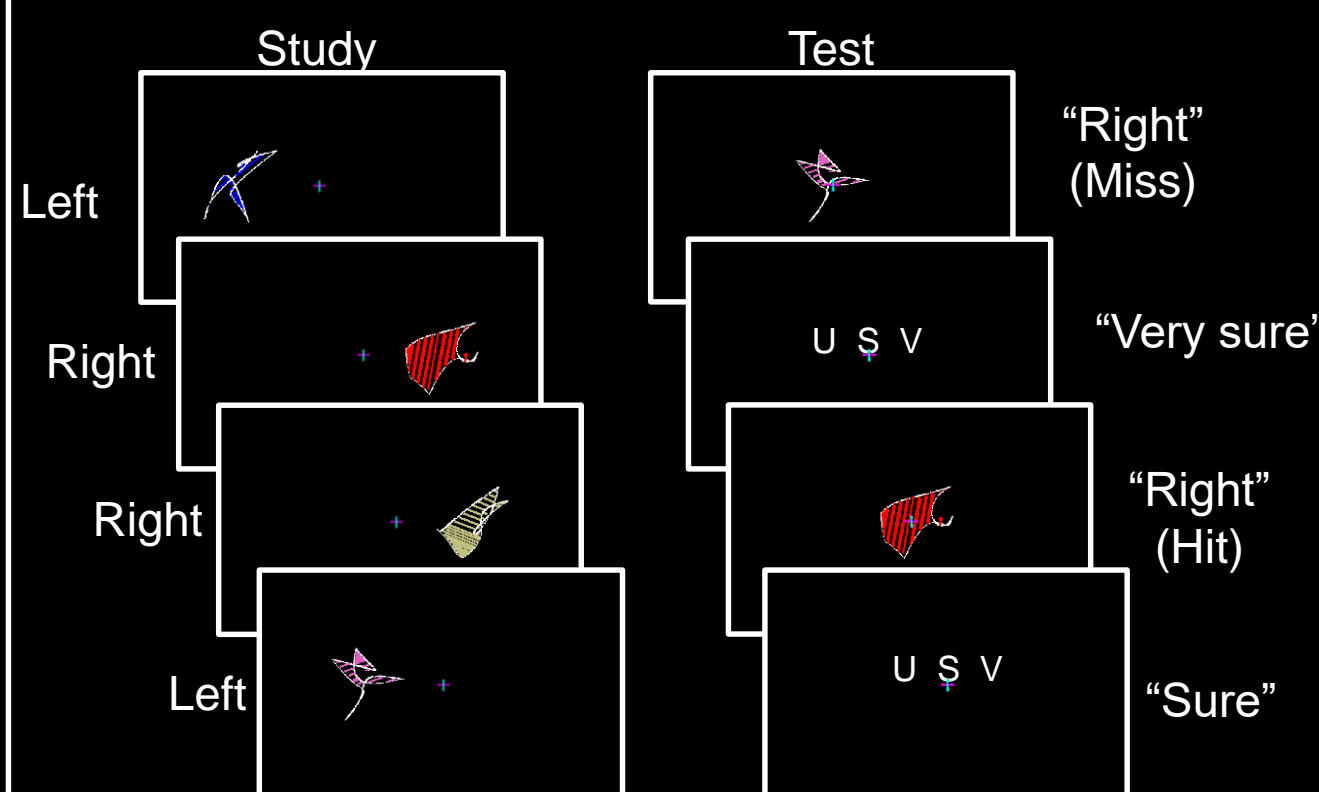 Study
Left
Right
Right
Left
Test
“Right”
(Miss)
U S V
“Very sure”
“Right”
(Hit)
U S V
“Sure”